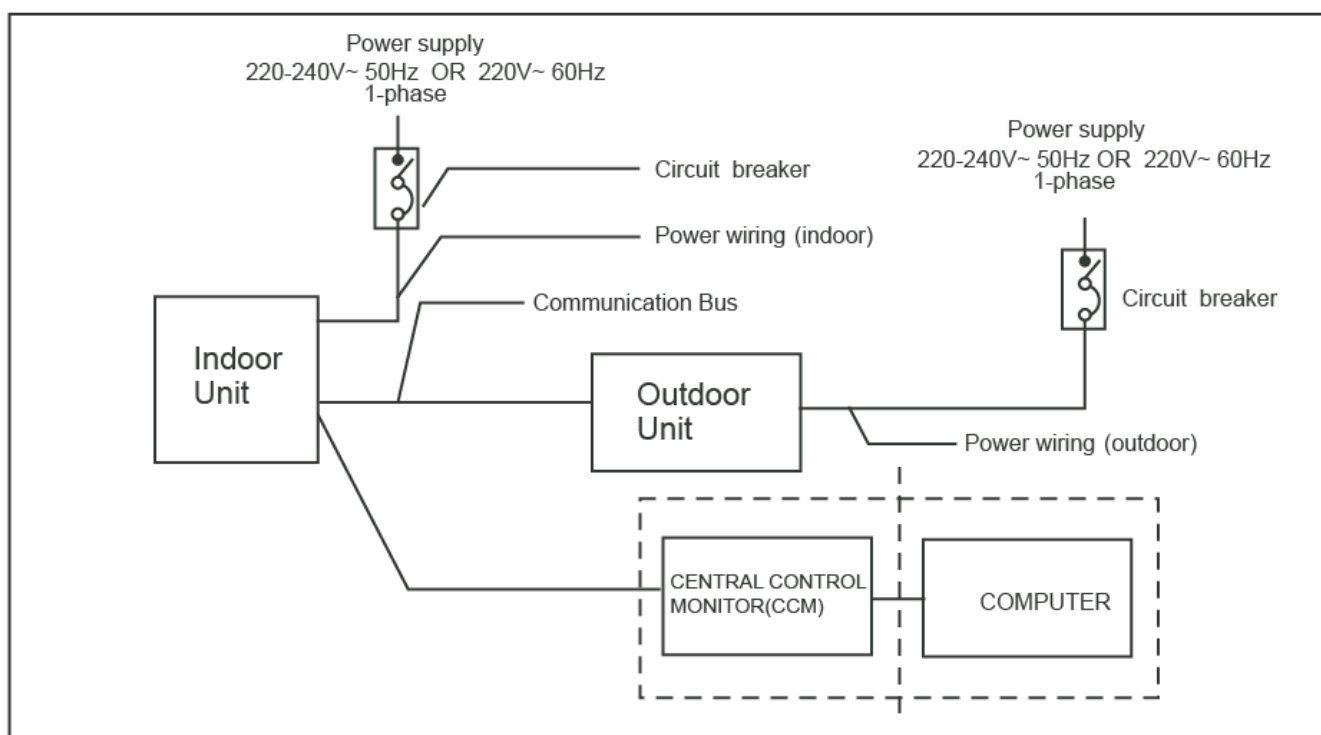 Power supply
220-240V~ 50Hz OR 220V~ 60Hz
1-phase
Circuit breaker
Power wiring (indoor)
Communication Bus
Indoor
Unit
Power supply
220-240V~ 50Hz OR 220V~ 60Hz
1-phase
Circuit breaker
Outdoor
Unit
Power wiring (outdoor)
CENTRAL CONTROL
MONITOR(CCM)
COMPUTER